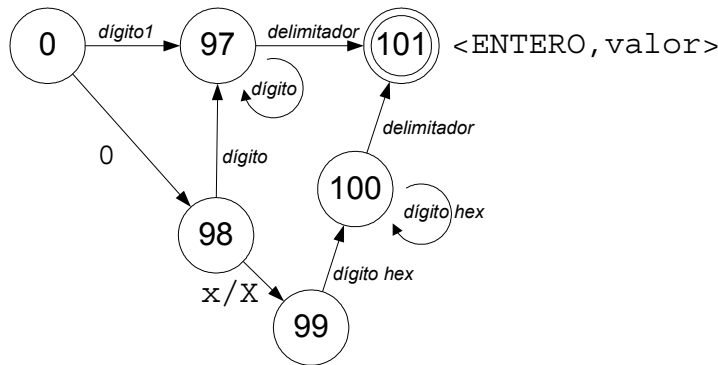 0
dígito1
97
delimitador
101
<ENTERO,valor>
dígito
delimitador
0
dígito
100
dígito hex
98
dígito hex
x/X
99